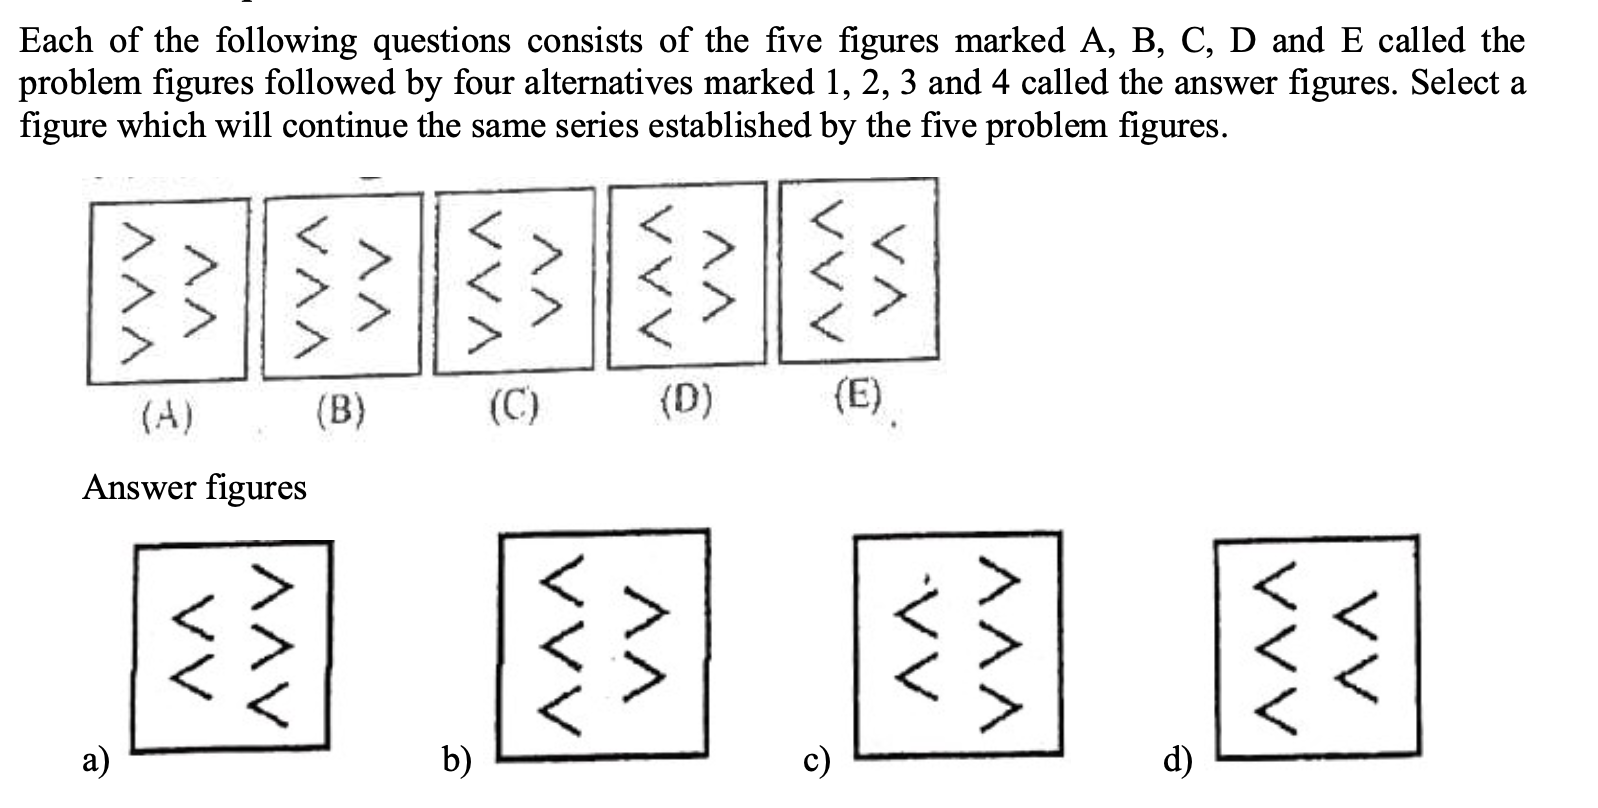 Each of the following questions consists of the five figures marked A, B, C, D and E called the
problem figures followed by four alternatives marked 1, 2, 3 and 4 called the answer figures. Select a
figure which will continue the same series established by the five problem figures.
(A) (B) (C) (D) (E)
Answer figures
a) b) c) d)